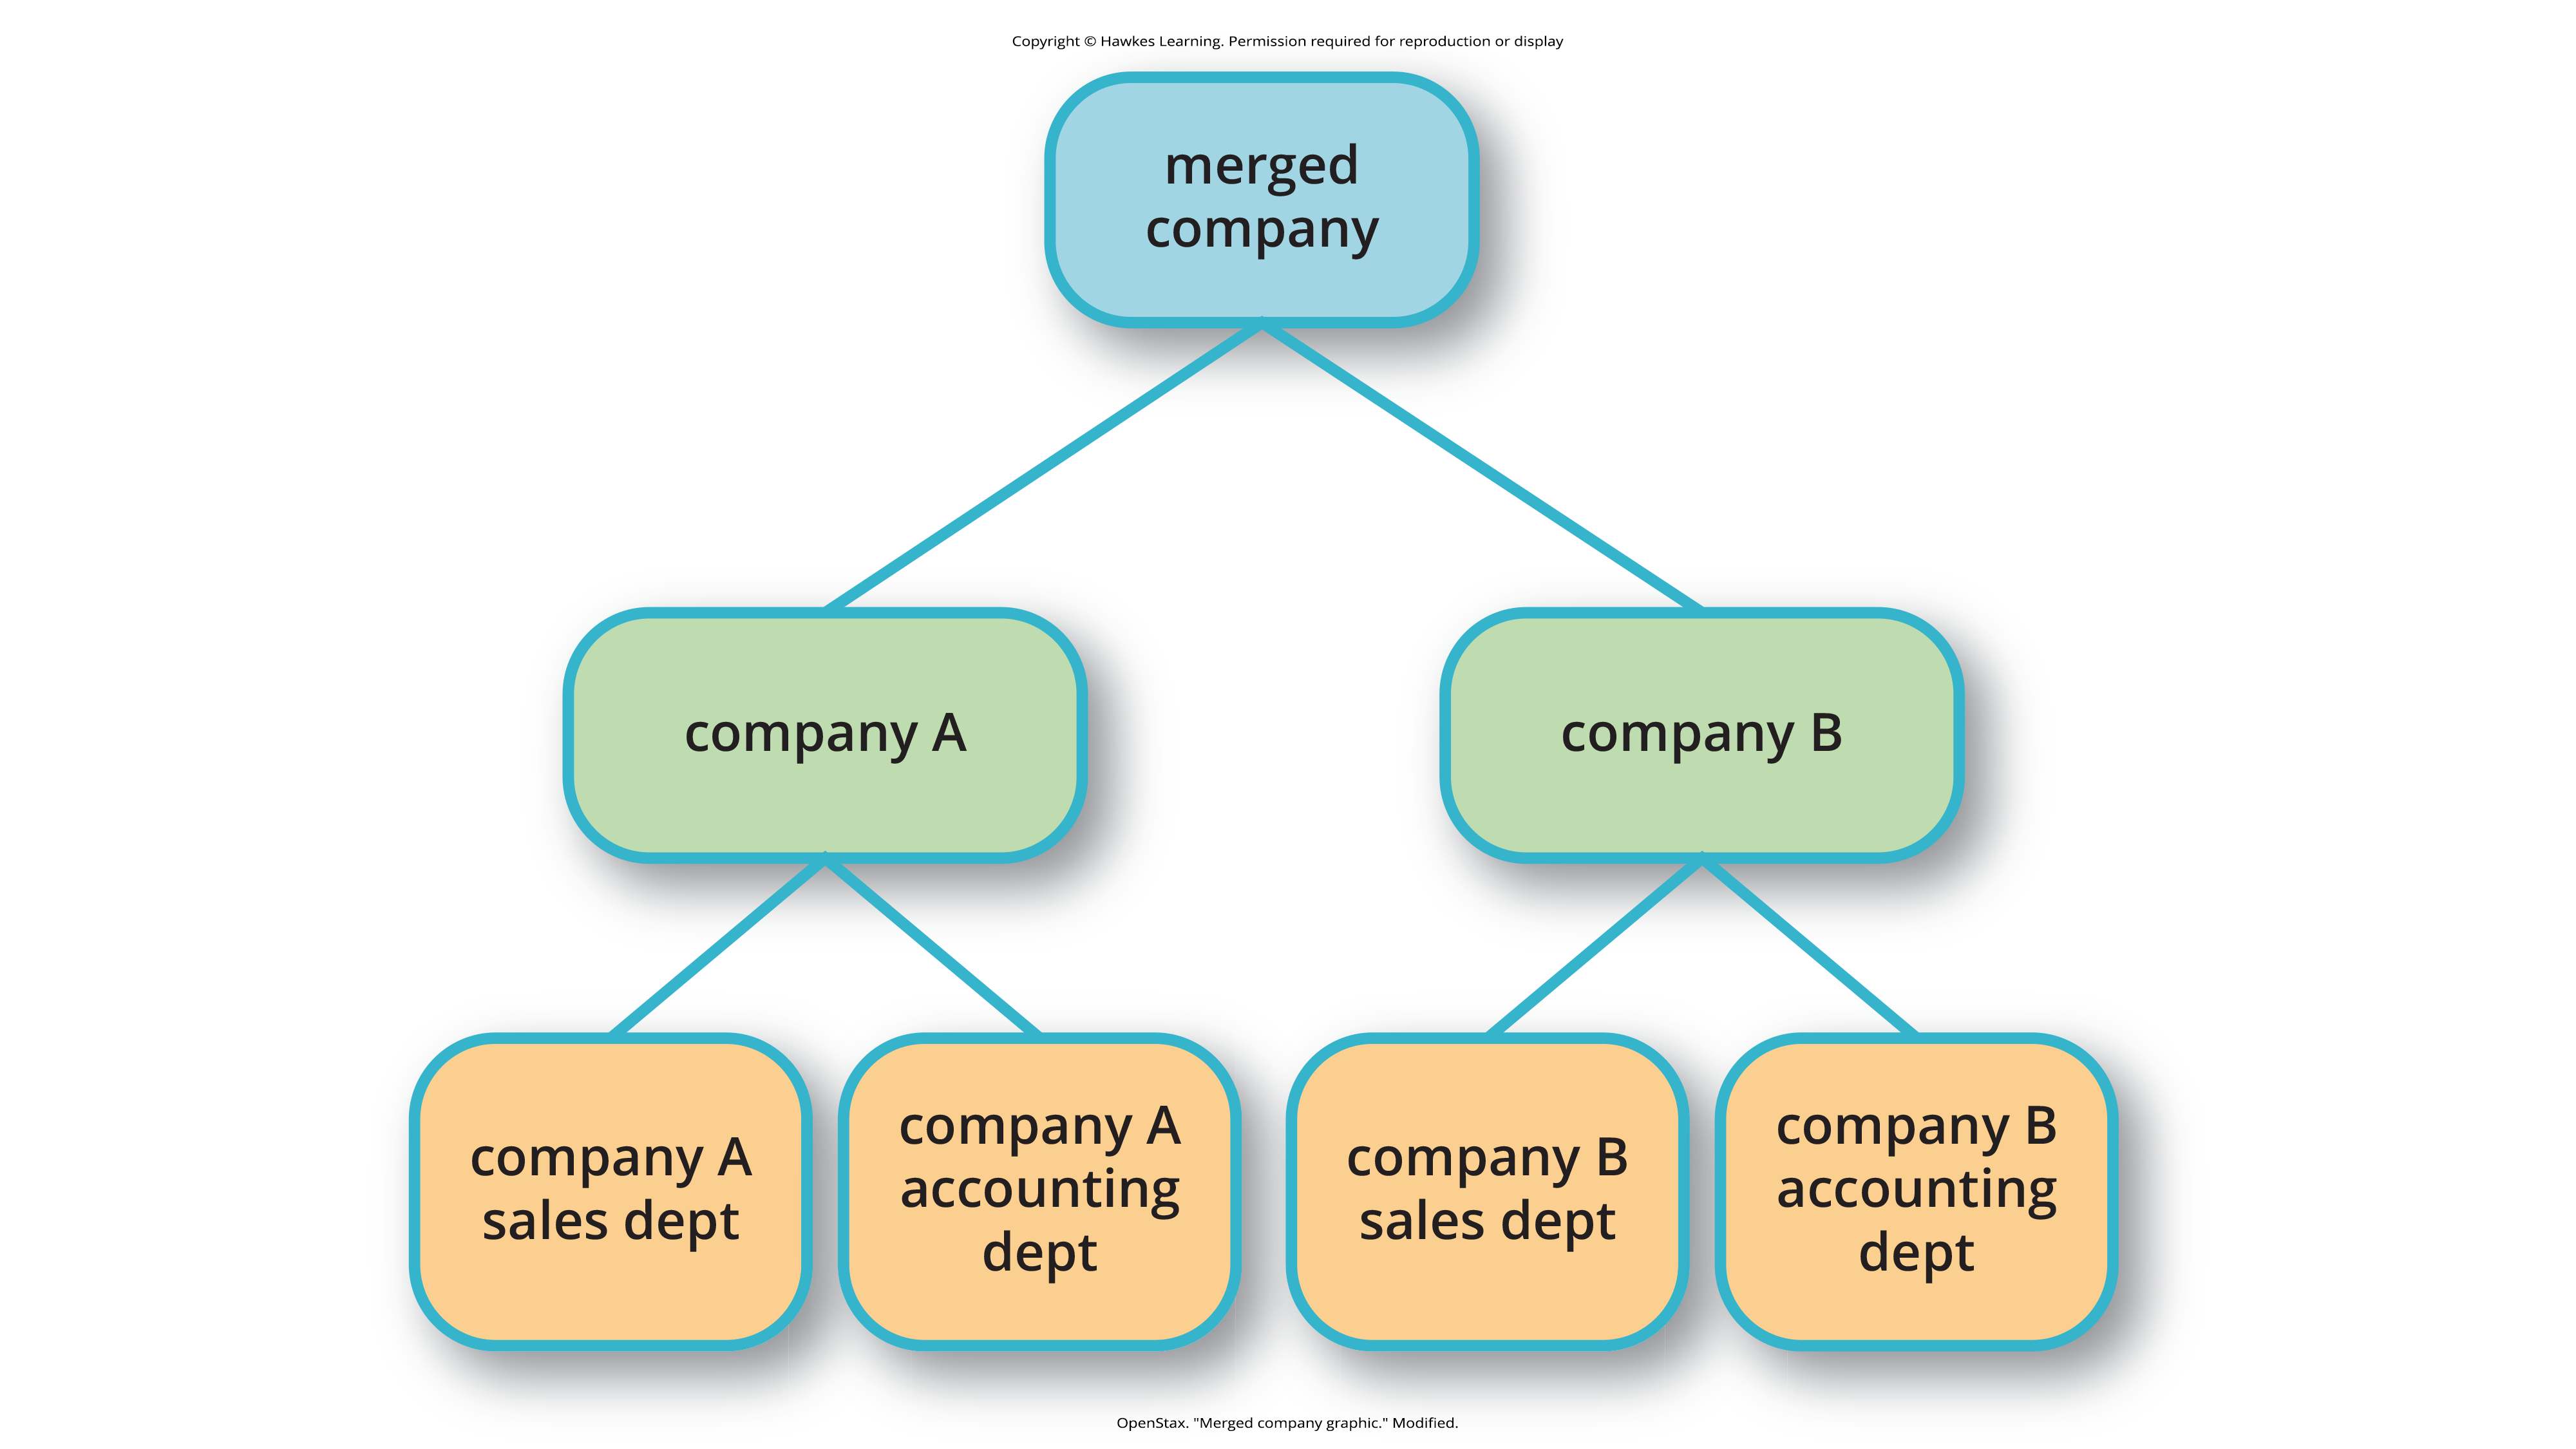 Copyright © Hawkes Learning. Permission required for reproduction or display
merged
company
company A
company B
company A
sales dept
company A
accounting
dept
company B
sales dept
company B
accounting
dept
OpenStax. "Merged company graphic." Modified.